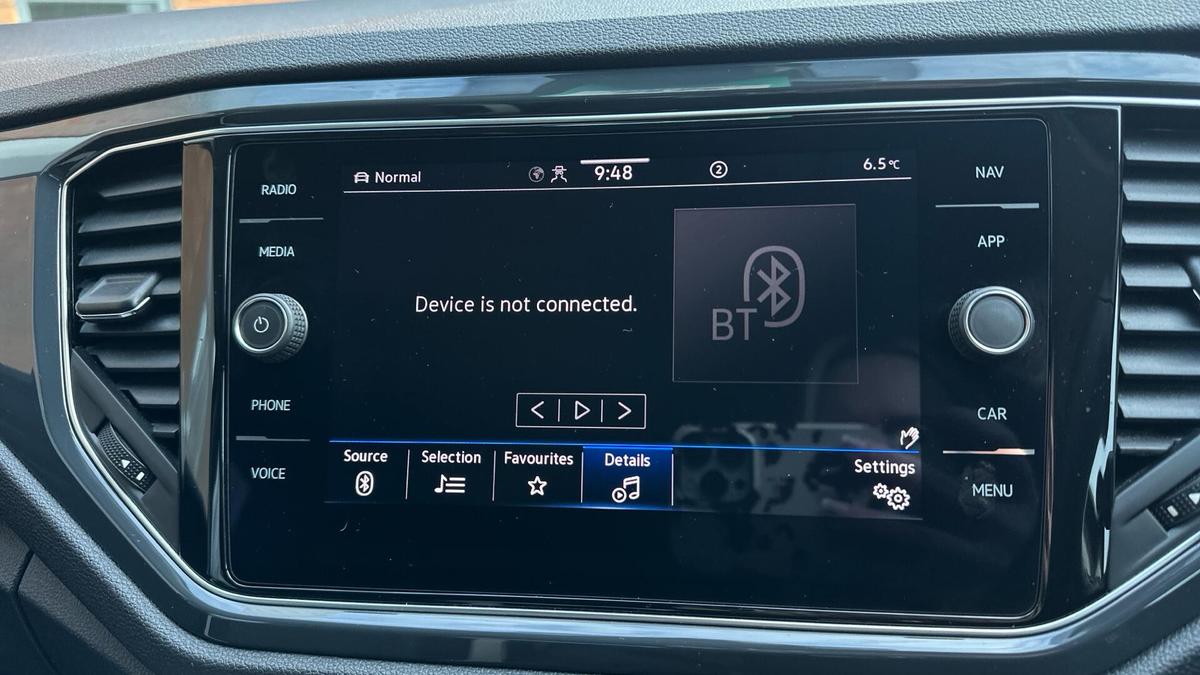 RADIO
MEDIA
PHONE
VOICE
Normal
9:48
2
6.5°C
Device is not connected.
BT
Source
Selection
Favourites
Details
Settings
NAV
APP
CAR
MENU